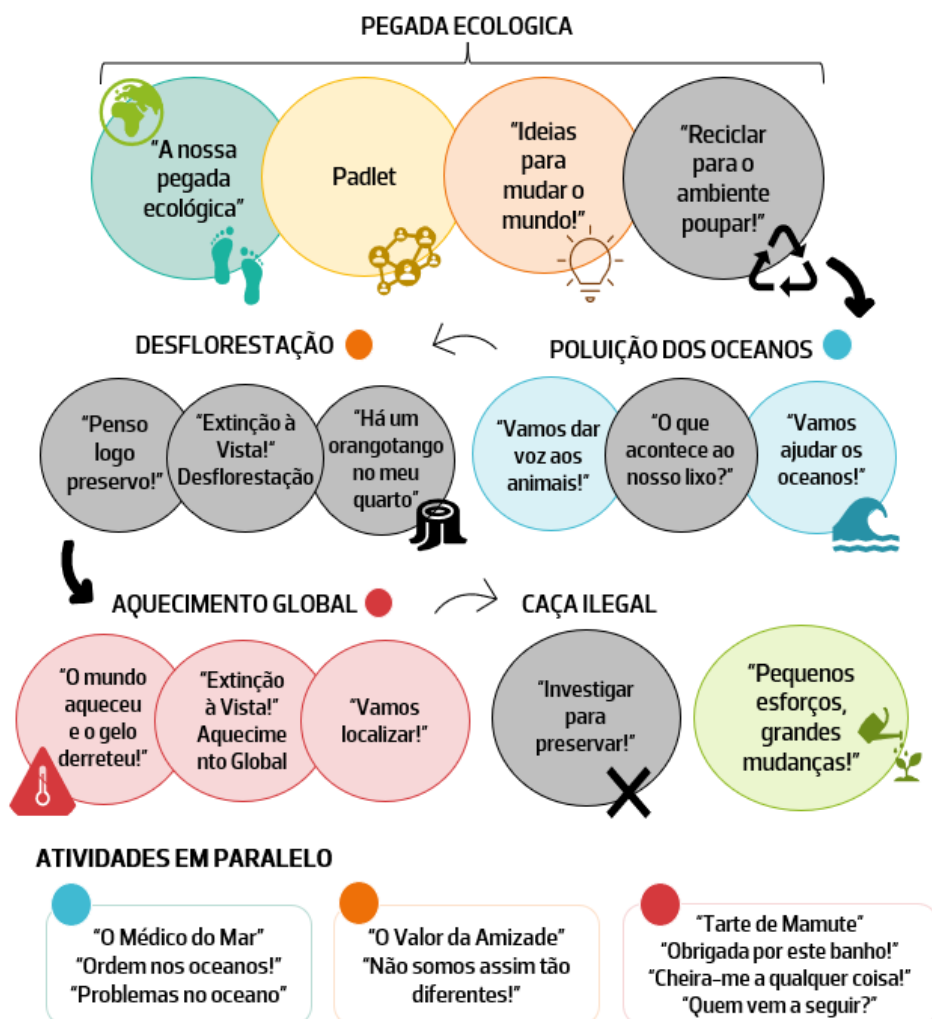 PEGADA ECOLOGICA
"A nossa
pegada
ecológica"
Padlet
"Ideias
para
mudar o
mundo!"
"Reciclar
para o
ambiente
poupar!"
DESFLORESTAÇÃO
POLUIÇÃO DOS OCEANOS
"Penso
logo
preservo!"
"Extinção à
Vista!"
Desflorestação
"Há um
orangotango
no meu
quarto"
"Vamos dar
voz aos
animais!"
"O que
acontece ao
nosso lixo?"
"Vamos
ajudar os
oceanos!"
AQUECIMENTO GLOBAL
CAÇA ILEGAL
"O mundo
aqueceu
e o gelo
derreteu!"
"Extinção
à Vista!"
Aquecime
nto Global
"Vamos
localizar!"
"Investigar
para
preservar!"
"Pequenos
esforços,
grandes
mudanças!"
ATIVIDADES EM PARALELO
"O Médico do Mar"
"Ordem nos oceanos!"
"Problemas no oceano"
"O Valor da Amizade"
"Não somos assim tão
diferentes!"
"Tarte de Mamute"
"Obrigada por este banho!"
"Cheira-me a qualquer coisa!"
"Quem vem a seguir?"